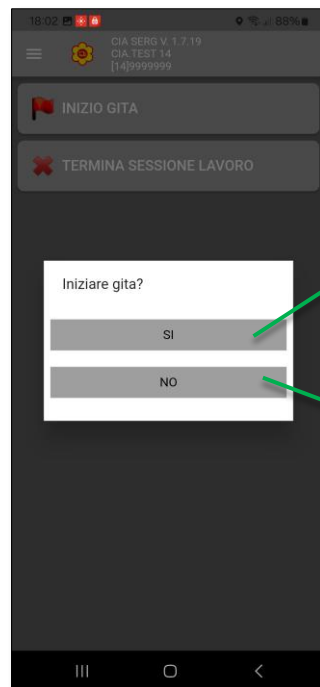 18:02 88%
CIA SERG V. 1.7.19
CIA.TEST 14
[14]9999999
INIZIO GITA
TERMINA SESSIONE LAVORO
Iniziare gita?
SI
NO